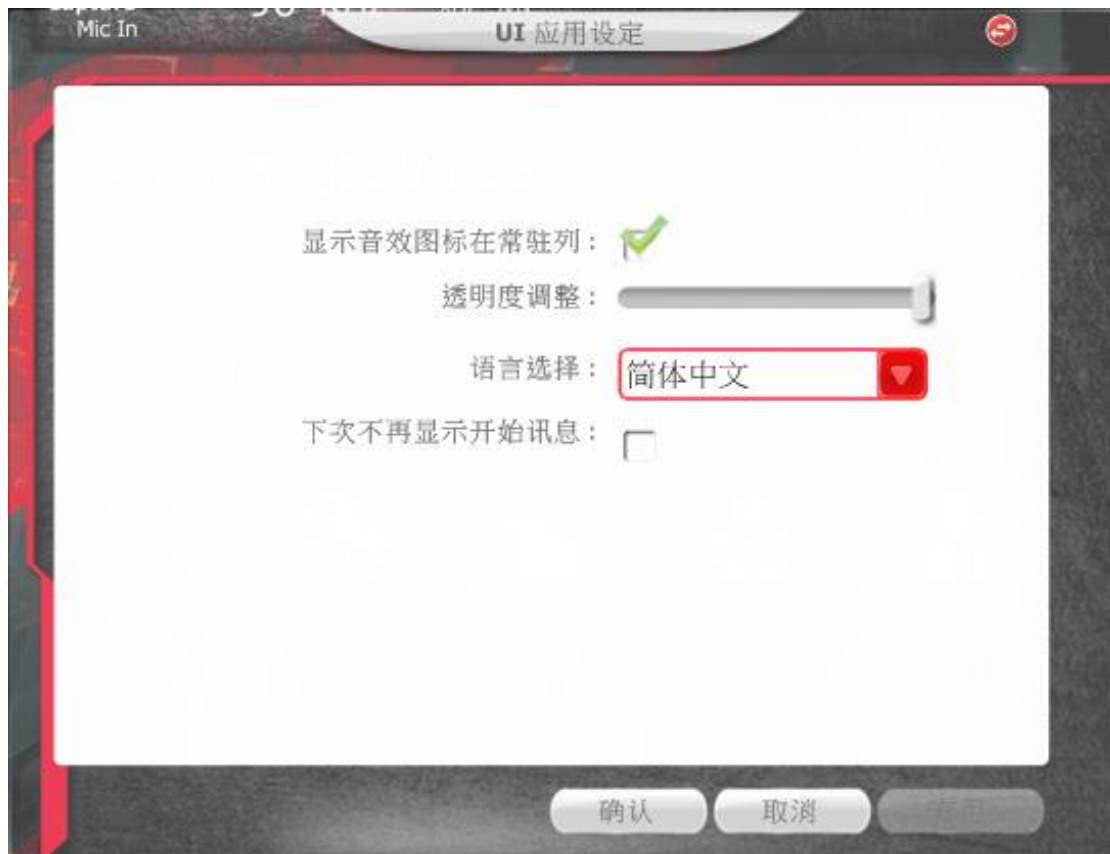 Mic In
UI 应用设定
显示音效图标在常驻列：
透明度调整：
语言选择：
简体中文
下次不再显示开始讯息：
确认
取消